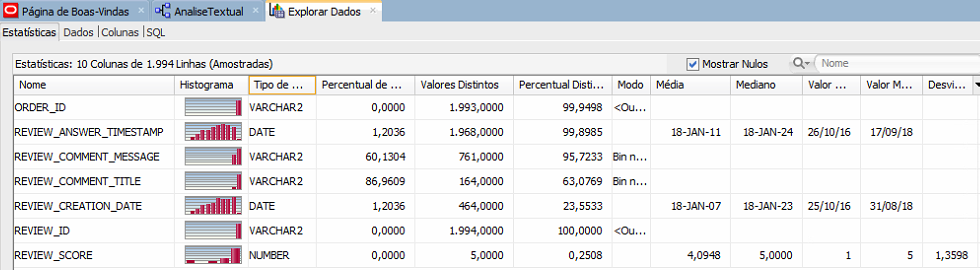 Página de Boas-Vindas AnaliseTextual Explorar Dados
Estatísticas Dados Colunas SQL
Estatísticas: 10 Colunas de 1.994 Linhas (Amostradas) Mostrar Nulos Nome
Nome Histograma Tipo de ... Percentual de ... Valores Distintos Percentual Disti... Modo Média Mediano Valor ... Valor M... Desvi...
ORDER_ID VARCHAR2 0,0000 1.993,0000 99,9498 <Ou...
REVIEW_ANSWER_TIMESTAMP DATE 1,2036 1.968,0000 99,8985 18-JAN-11 18-JAN-24 26/10/16 17/09/18
REVIEW_COMMENT_MESSAGE VARCHAR2 60,1304 761,0000 95,7233 Bin n...
REVIEW_COMMENT_TITLE VARCHAR2 86,9609 164,0000 63,0769 Bin n...
REVIEW_CREATION_DATE DATE 1,2036 464,0000 23,5533 18-JAN-07 18-JAN-23 25/10/16 31/08/18
REVIEW_ID VARCHAR2 0,0000 1.994,0000 100,0000 <Ou...
REVIEW_SCORE NUMBER 0,0000 5,0000 0,2508 4,0948 5,0000 1 5 1,3598